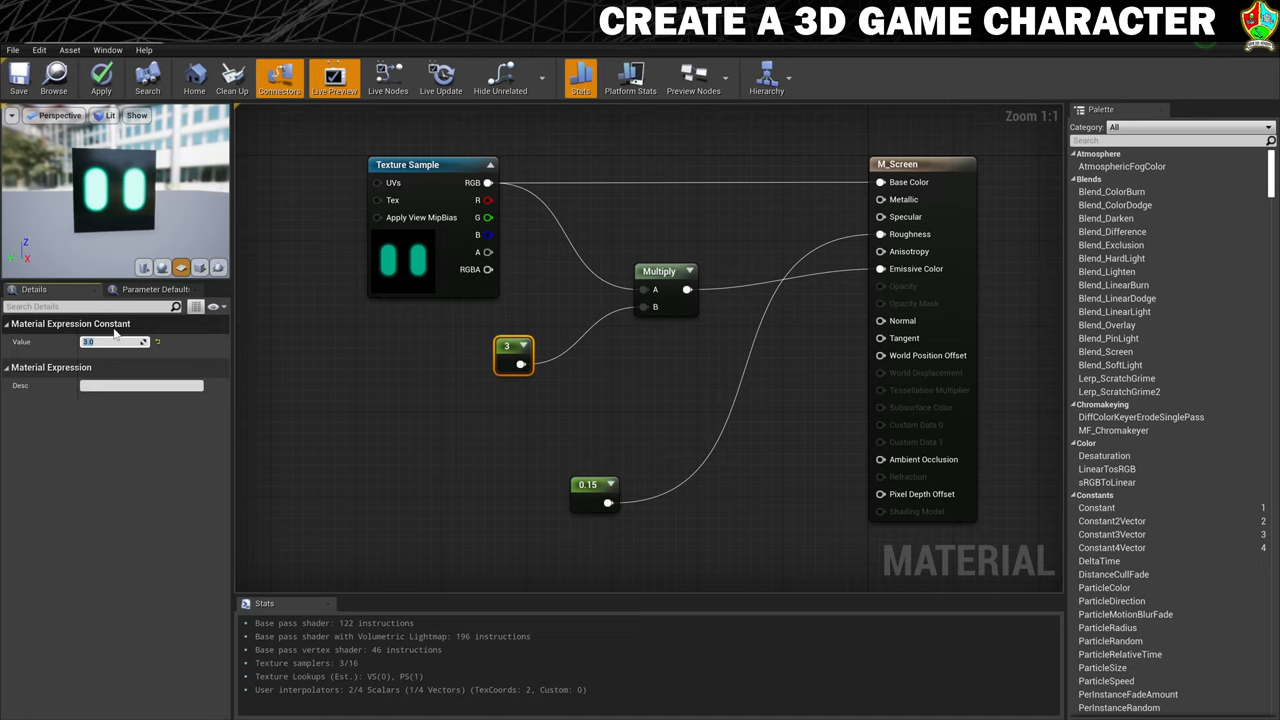 CREATE A 3D GAME CHARACTER
File Edit Asset Window Help
Save Browse Apply Search Home Clean Up Connectors Live Preview Live Nodes Live Update Hide Unrelated Stats Platform Stats Preview Nodes Hierarchy
Perspective Lit Show
Z
X
Details Parameter Default:
Search Details
Material Expression Constant
Value 3.0
Material Expression
Desc
Zoom 1:1
Texture Sample
UVs RGB
Tex R
Apply View MipBias G
B
A
RGBA
Multiply
A
B
3
0.15
M_Screen
Base Color
Metallic
Specular
Roughness
Anisotropy
Emissive Color
Opacity
Opacity Mask
Normal
Tangent
World Position Offset
World Displacement
Tessellation Multiplier
Subsurface Color
Custom Data 0
Custom Data 1
Ambient Occlusion
Refraction
Pixel Depth Offset
Shading Model
MATERIAL
Stats
Base pass shader: 122 instructions
Base pass shader with Volumetric Lightmap: 196 instructions
Base pass vertex shader: 46 instructions
Texture samplers: 3/16
Texture Lookups (Est.): VS(0), PS(1)
User interpolators: 2/4 Scalars (1/4 Vectors) (TexCoords: 2, Custom: 0)
Palette
Category: All
Search
Atmosphere
AtmosphericFogColor
Blends
Blend_ColorBurn
Blend_ColorDodge
Blend_Darken
Blend_Difference
Blend_Exclusion
Blend_HardLight
Blend_Lighten
Blend_LinearBurn
Blend_LinearDodge
Blend_LinearLight
Blend_Overlay
Blend_PinLight
Blend_Screen
Blend_SoftLight
Lerp_ScratchGrime
Lerp_ScratchGrime2
Chromakeying
DiffColorKeyerErodeSinglePass
MF_Chromakeyer
Color
Desaturation
LinearTosRGB
sRGBToLinear
Constants
Constant 1
Constant2Vector 2
Constant3Vector 3
Constant4Vector 4
DeltaTime
DistanceCullFade
ParticleColor
ParticleDirection
ParticleMotionBlurFade
ParticleRadius
ParticleRandom
ParticleRelativeTime
ParticleSize
ParticleSpeed
PerInstanceFadeAmount
PerInstanceRandom